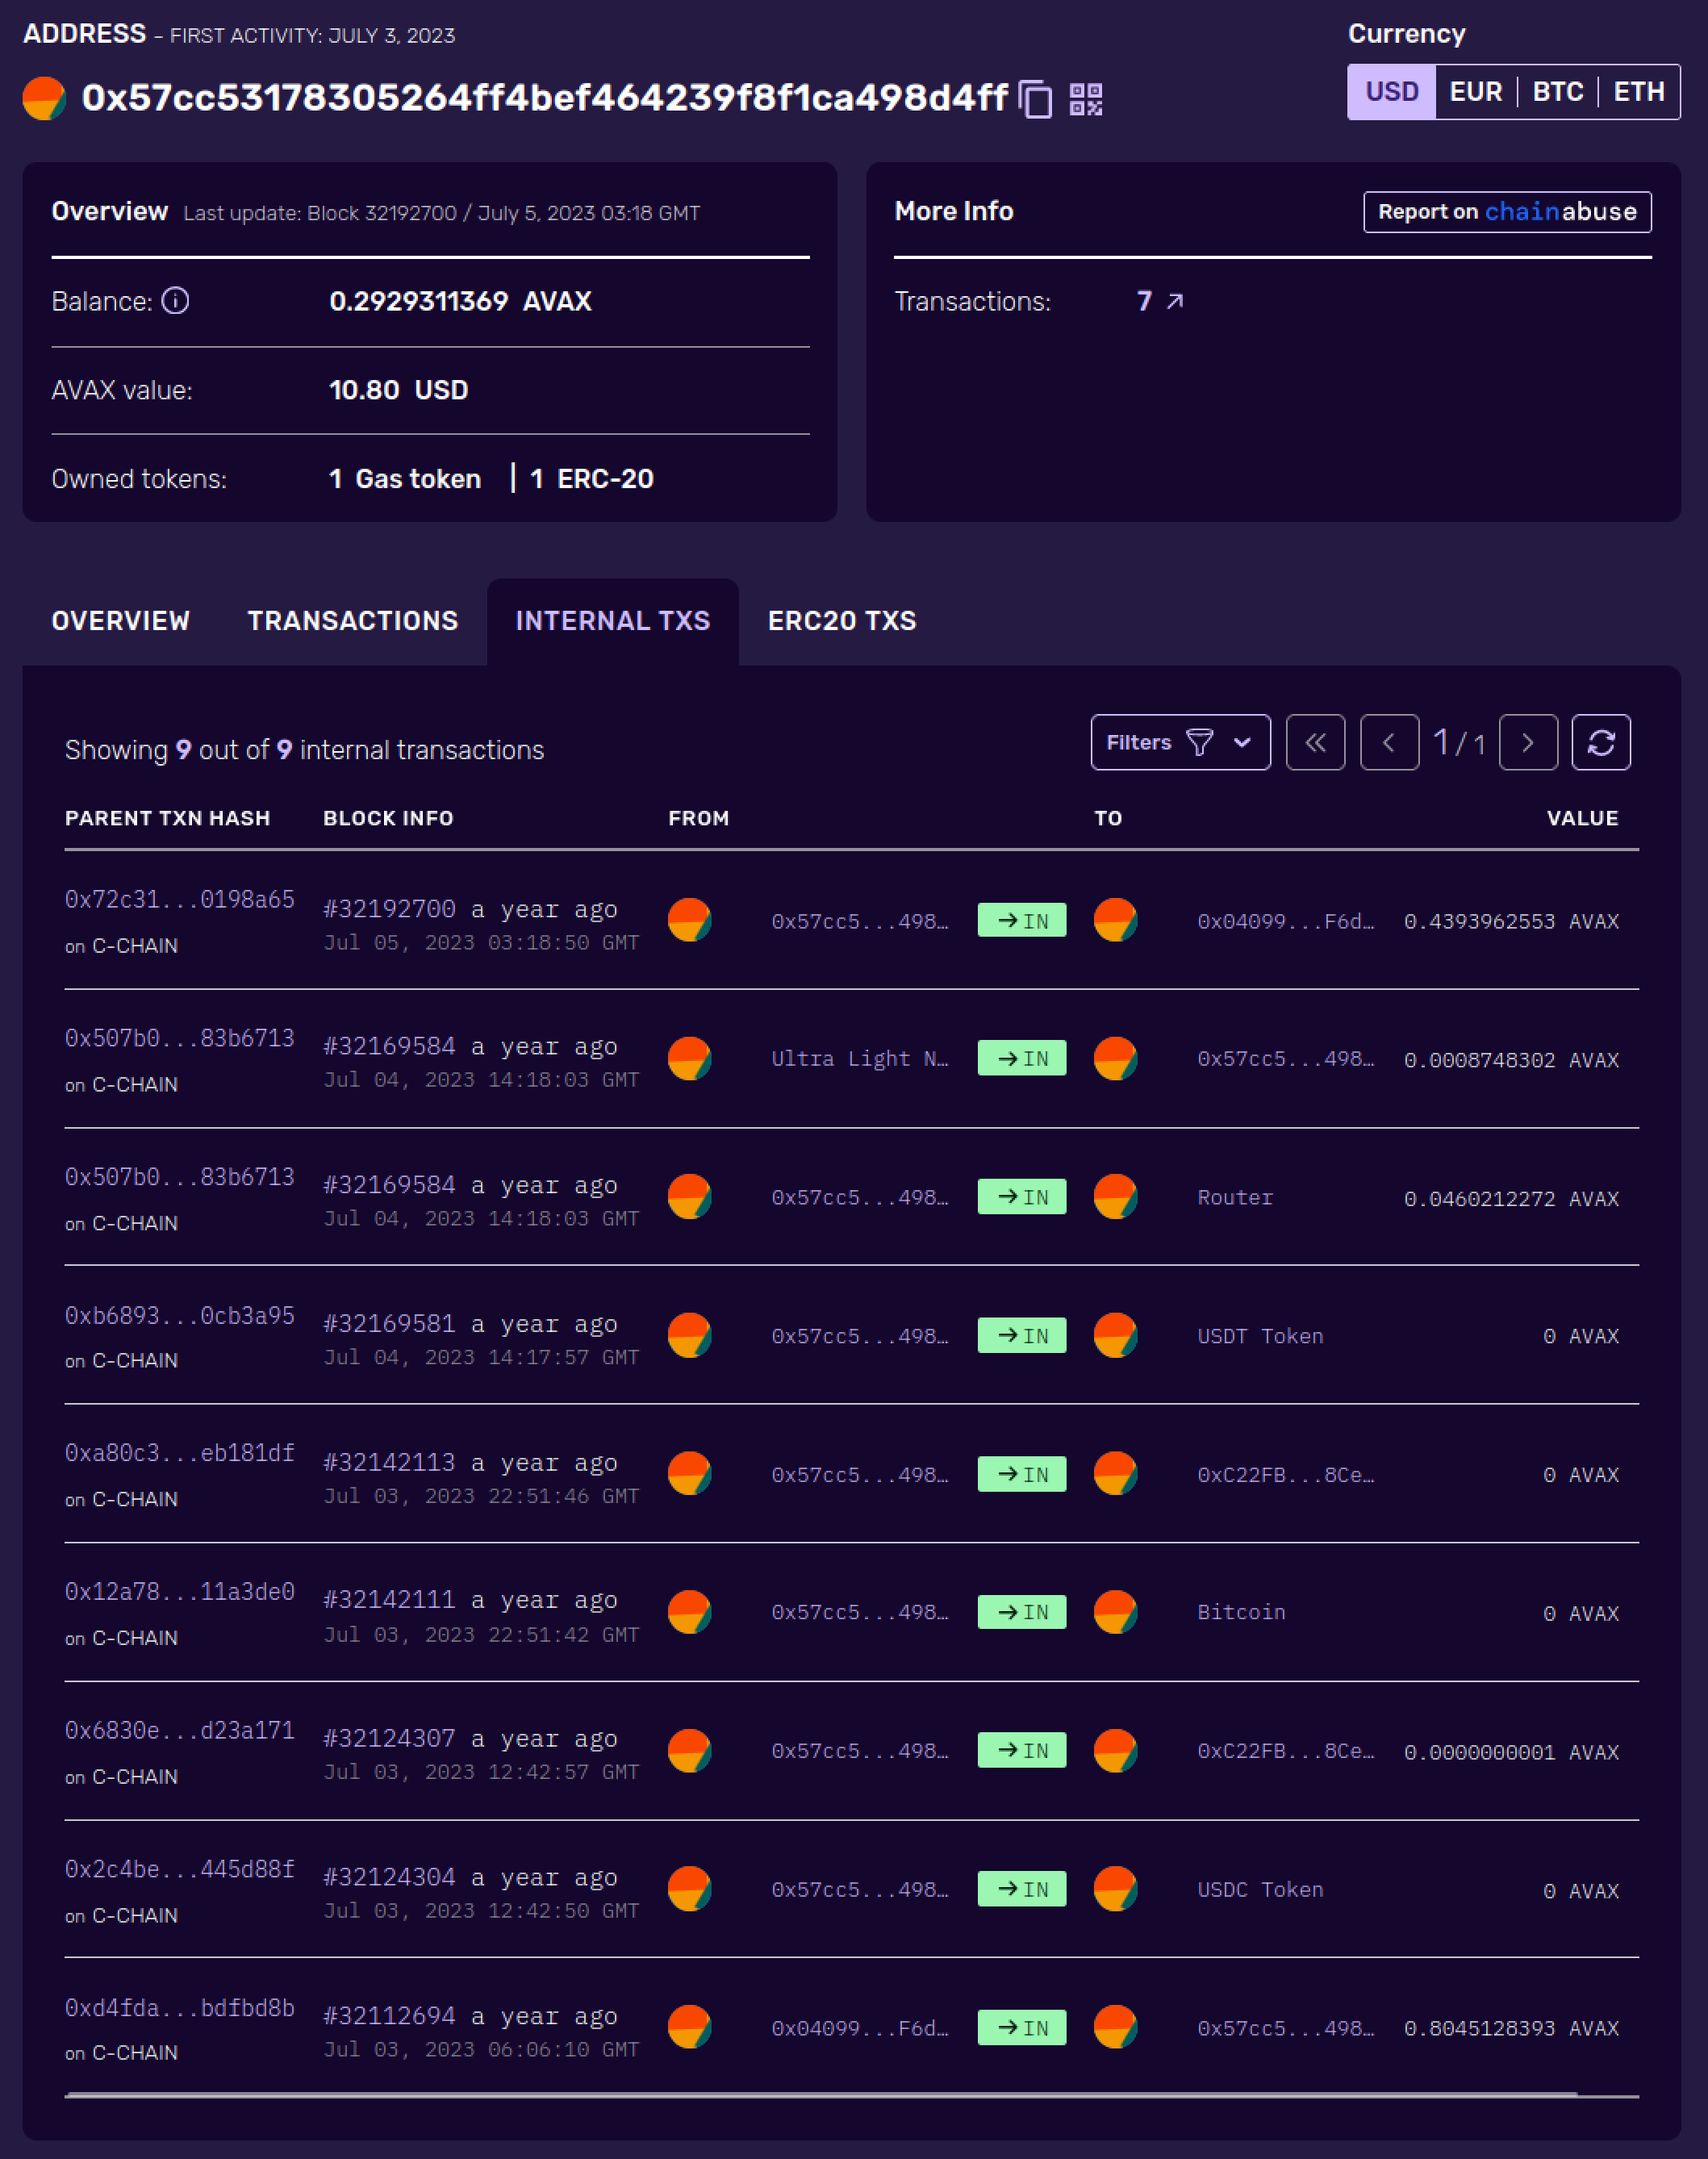 ADDRESS - FIRST ACTIVITY: JULY 3, 2023
Currency
0x57cc53178305264ff4bef464239f8f1ca498d4ff
USD EUR BTC ETH
Overview Last update: Block 32192700 / July 5, 2023 03:18 GMT
Balance: 0.2929311369 AVAX
AVAX value: 10.80 USD
Owned tokens: 1 Gas token | 1 ERC-20
More Info Report on chainabuse
Transactions: 7
OVERVIEW TRANSACTIONS INTERNAL TXS ERC20 TXS
Showing 9 out of 9 internal transactions
Filters 1 / 1
PARENT TXN HASH BLOCK INFO FROM TO VALUE
0x72c31...0198a65 #32192700 a year ago 0x57cc5...498… IN 0x04099...F6d… 0.4393962553 AVAX
on C-CHAIN Jul 05, 2023 03:18:50 GMT
0x507b0...83b6713 #32169584 a year ago Ultra Light N… IN 0x57cc5...498… 0.0008748302 AVAX
on C-CHAIN Jul 04, 2023 14:18:03 GMT
0x507b0...83b6713 #32169584 a year ago 0x57cc5...498… IN Router 0.0460212272 AVAX
on C-CHAIN Jul 04, 2023 14:18:03 GMT
0xb6893...0cb3a95 #32169581 a year ago 0x57cc5...498… IN USDT Token 0 AVAX
on C-CHAIN Jul 04, 2023 14:17:57 GMT
0xa80c3...eb181df #32142113 a year ago 0x57cc5...498… IN 0xC22FB...8Ce… 0 AVAX
on C-CHAIN Jul 03, 2023 22:51:46 GMT
0x12a78...11a3de0 #32142111 a year ago 0x57cc5...498… IN Bitcoin 0 AVAX
on C-CHAIN Jul 03, 2023 22:51:42 GMT
0x6830e...d23a171 #32124307 a year ago 0x57cc5...498… IN 0xC22FB...8Ce… 0.0000000001 AVAX
on C-CHAIN Jul 03, 2023 12:42:57 GMT
0x2c4be...445d88f #32124304 a year ago 0x57cc5...498… IN USDC Token 0 AVAX
on C-CHAIN Jul 03, 2023 12:42:50 GMT
0xd4fda...bdfbd8b #32112694 a year ago 0x04099...F6d… IN 0x57cc5...498… 0.8045128393 AVAX
on C-CHAIN Jul 03, 2023 06:06:10 GMT